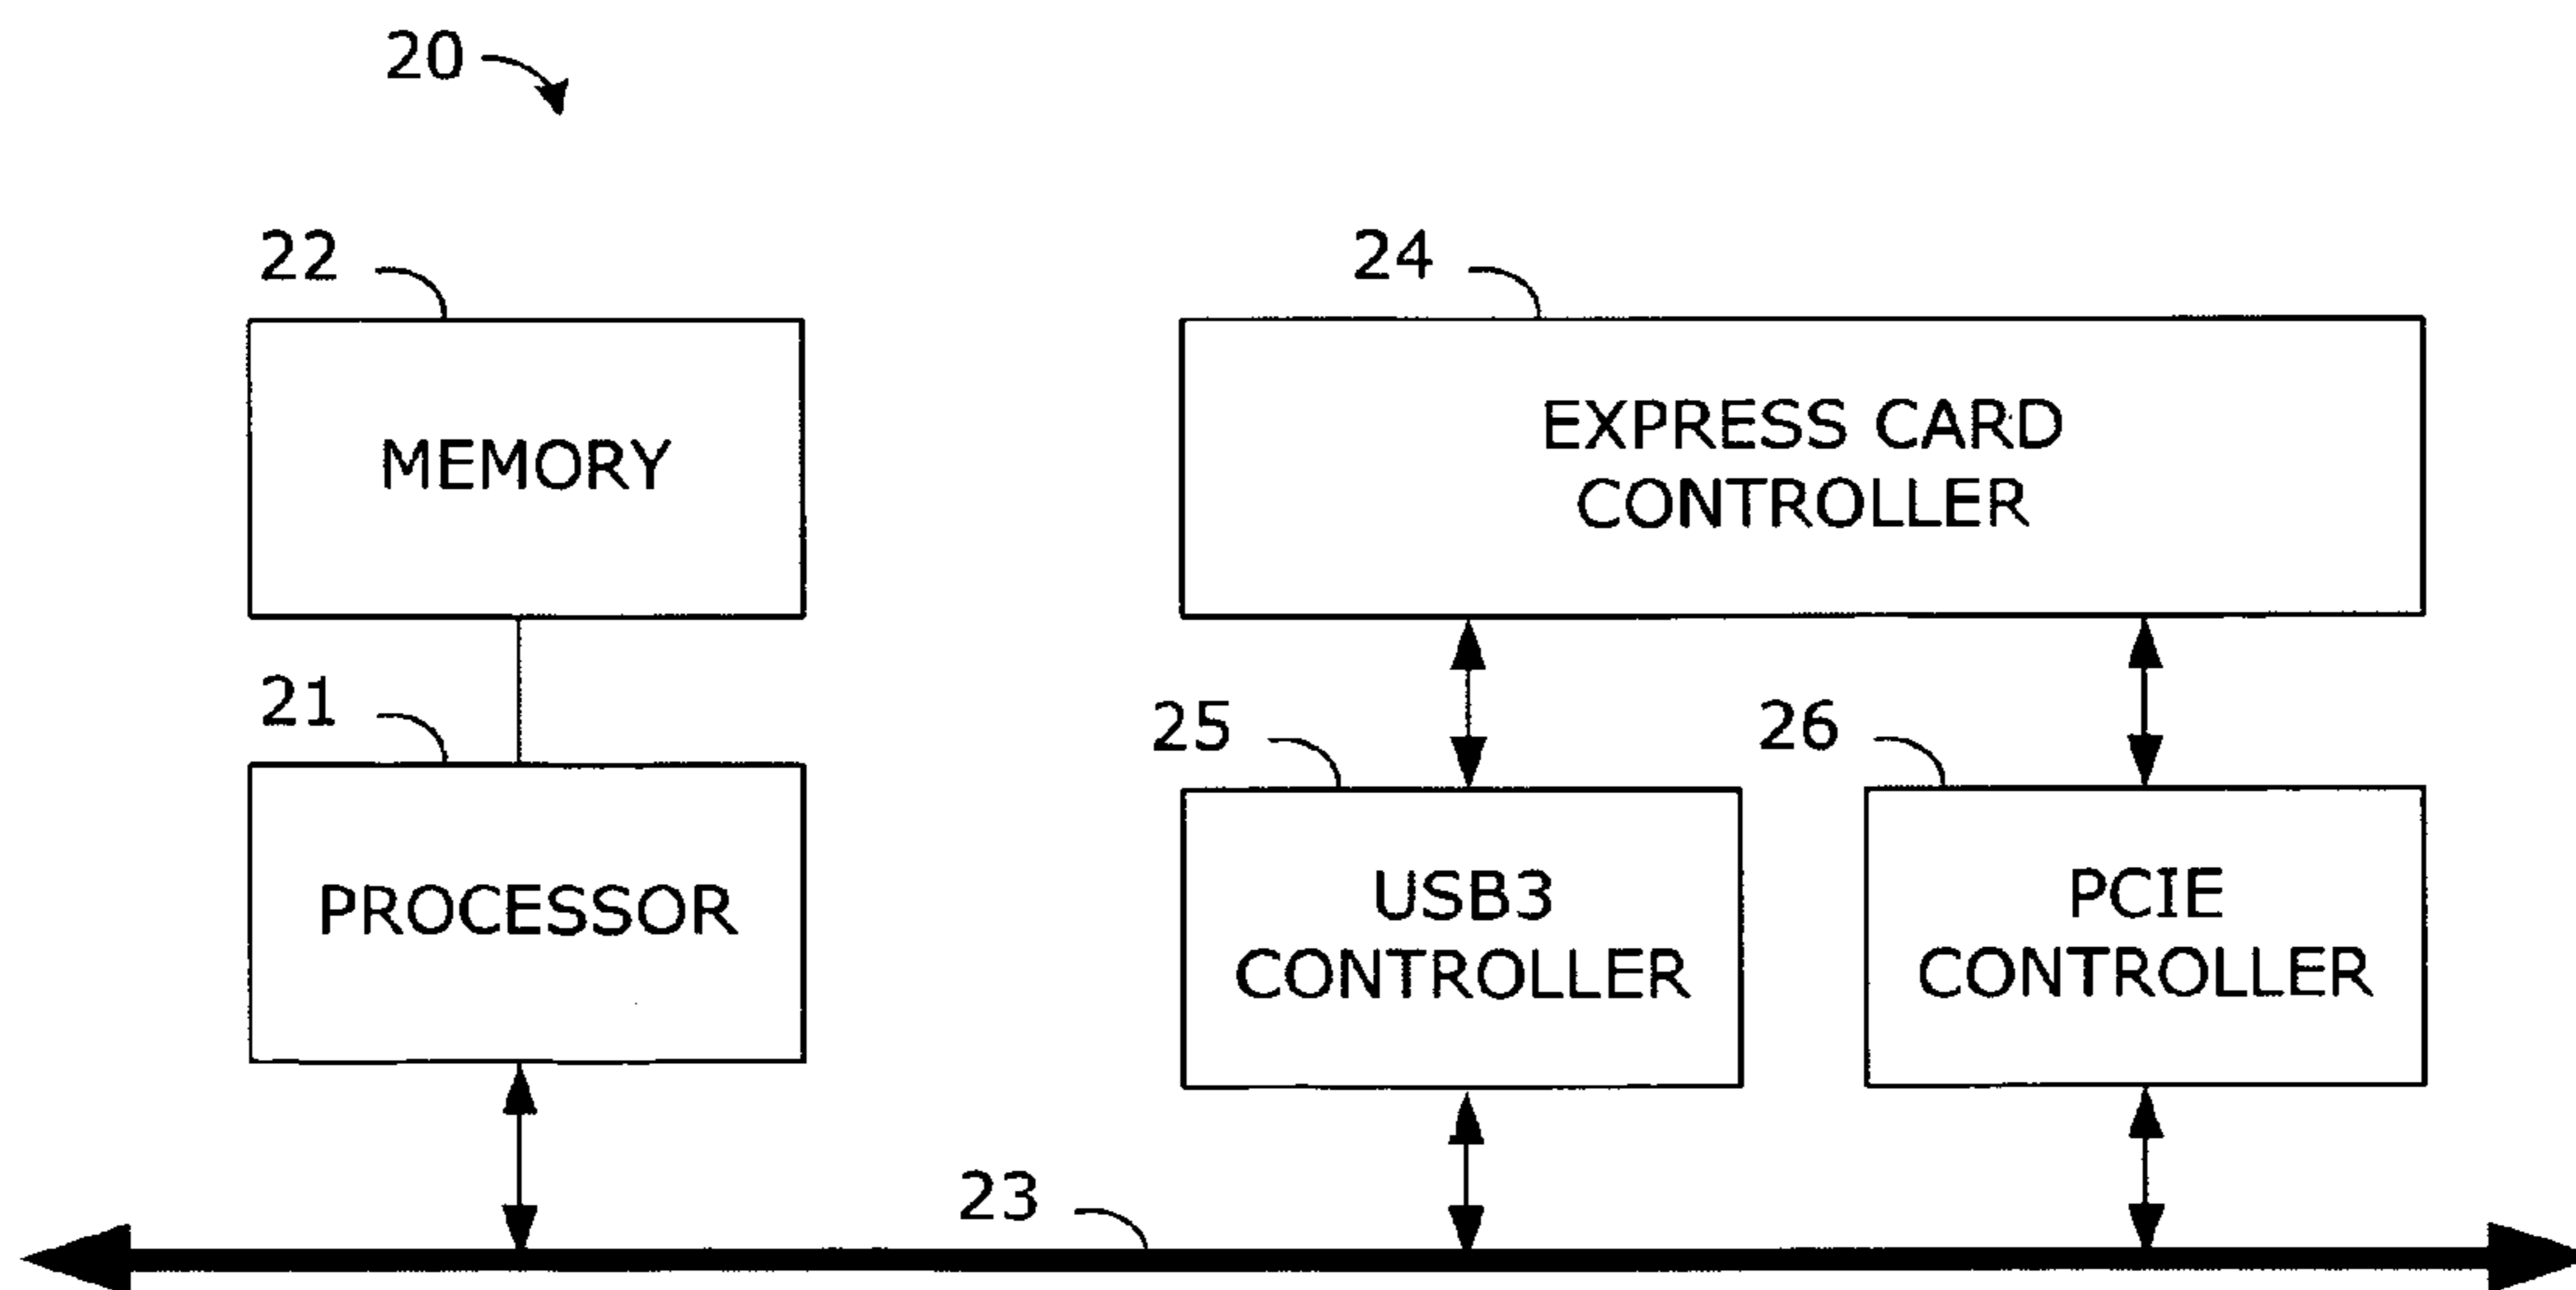 20
22
24
MEMORY
EXPRESS CARD
CONTROLLER
21
25
26
PROCESSOR
USB3
CONTROLLER
PCIE
CONTROLLER
23